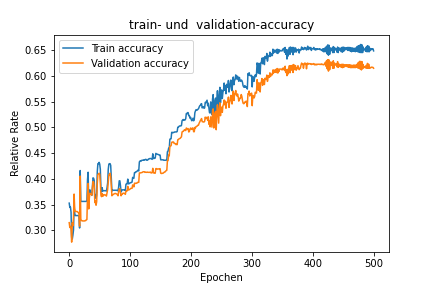 train- und  validation-accuracy
Train accuracy
Validation accuracy
Relative Rate
0.65
0.60
0.55
0.50
0.45
0.40
0.35
0.30
0
100
200
300
400
500
Epochen